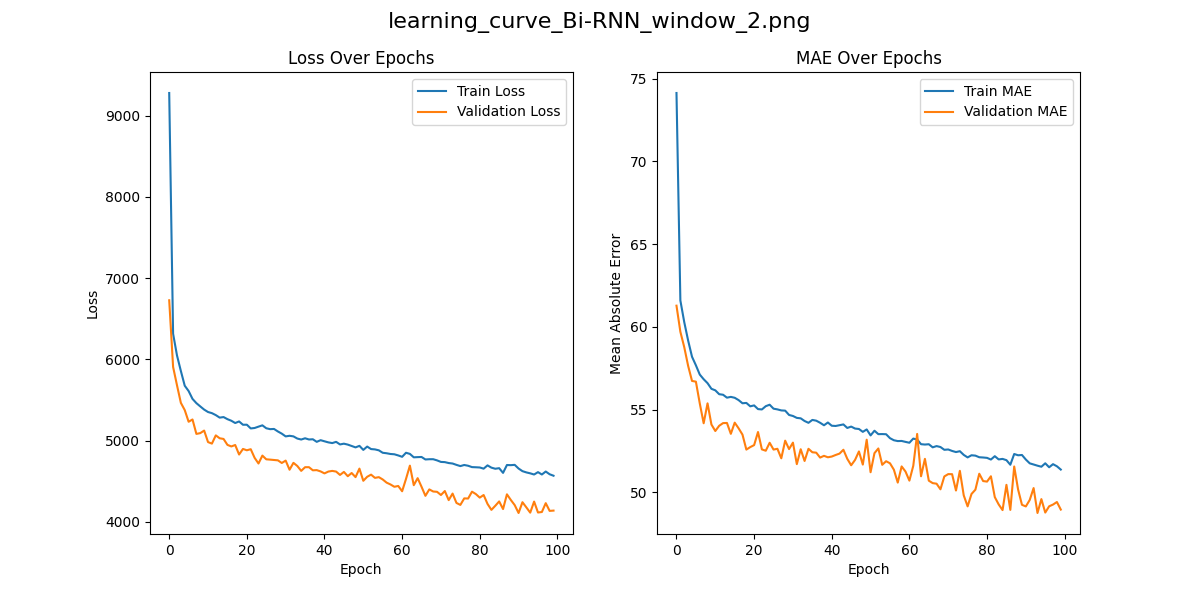 learning_curve_Bi-RNN_window_2.png
Loss Over Epochs
Train Loss
Validation Loss
9000
8000
7000
6000
5000
4000
Loss
0 20 40 60 80 100
Epoch
MAE Over Epochs
Train MAE
Validation MAE
75
70
65
60
55
50
Mean Absolute Error
0 20 40 60 80 100
Epoch